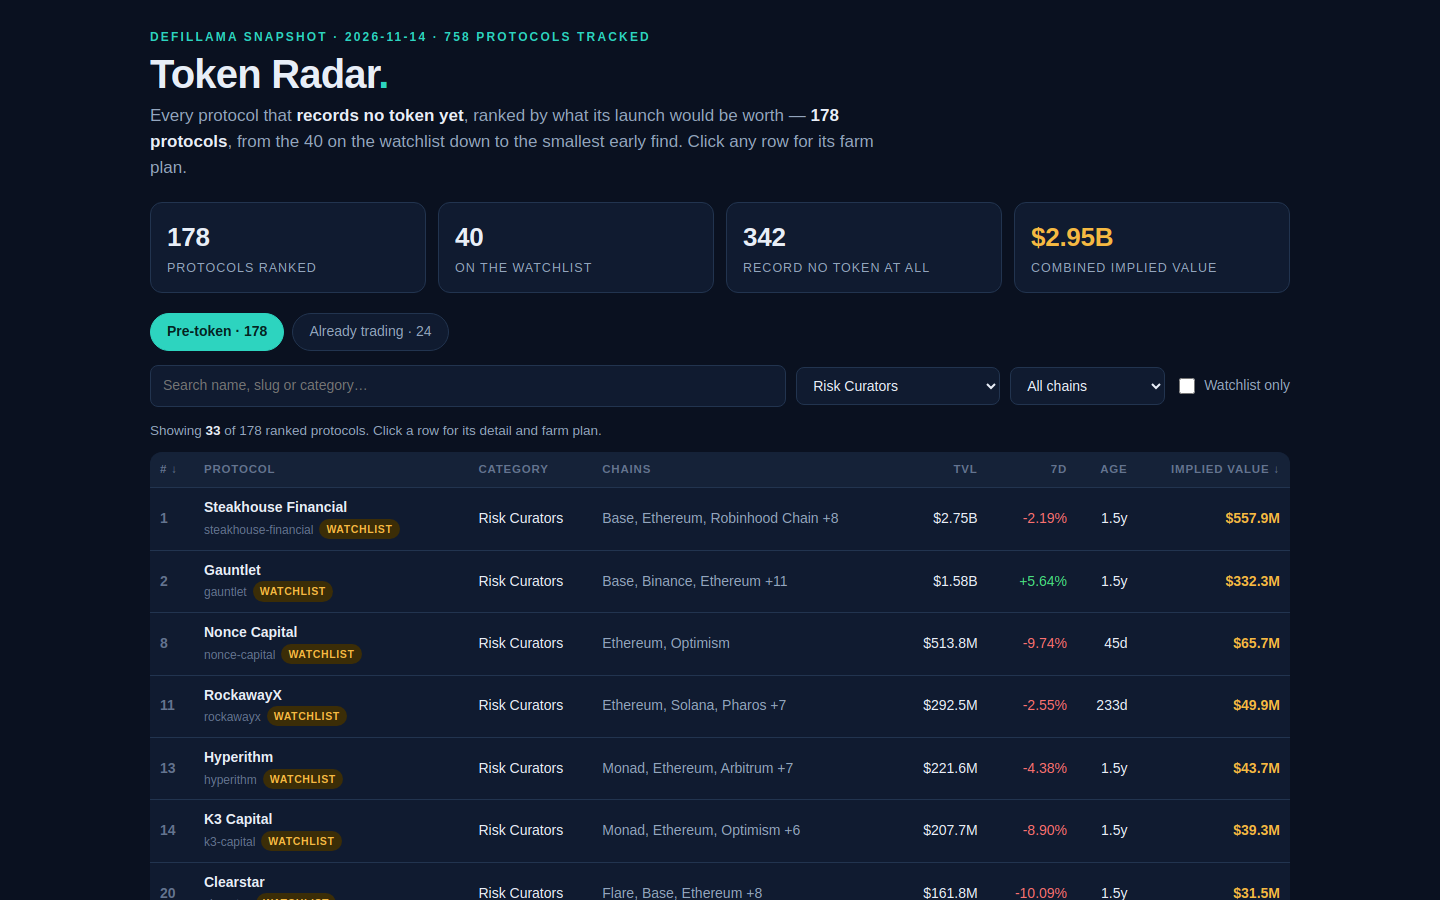 DEFILLAMA SNAPSHOT · 2026-11-14 · 758 PROTOCOLS TRACKED
Token Radar.
Every protocol that records no token yet, ranked by what its launch would be worth — 178
protocols, from the 40 on the watchlist down to the smallest early find. Click any row for its farm
plan.
178 40 342 $2.95B
PROTOCOLS RANKED ON THE WATCHLIST RECORD NO TOKEN AT ALL COMBINED IMPLIED VALUE
Pre-token · 178 Already trading · 24
Search name, slug or category… Risk Curators All chains Watchlist only
Showing 33 of 178 ranked protocols. Click a row for its detail and farm plan.
# ↓ PROTOCOL CATEGORY CHAINS TVL 7D AGE IMPLIED VALUE ↓
Steakhouse Financial
1 Risk Curators Base, Ethereum, Robinhood Chain +8 $2.75B -2.19% 1.5y $557.9M
steakhouse-financial WATCHLIST
Gauntlet
2 Risk Curators Base, Binance, Ethereum +11 $1.58B +5.64% 1.5y $332.3M
gauntlet WATCHLIST
Nonce Capital
8 Risk Curators Ethereum, Optimism $513.8M -9.74% 45d $65.7M
nonce-capital WATCHLIST
RockawayX
11 Risk Curators Ethereum, Solana, Pharos +7 $292.5M -2.55% 233d $49.9M
rockawayx WATCHLIST
Hyperithm
13 Risk Curators Monad, Ethereum, Arbitrum +7 $221.6M -4.38% 1.5y $43.7M
hyperithm WATCHLIST
K3 Capital
14 Risk Curators Monad, Ethereum, Optimism +6 $207.7M -8.90% 1.5y $39.3M
k3-capital WATCHLIST
Clearstar
20 Risk Curators Flare, Base, Ethereum +8 $161.8M -10.09% 1.5y $31.5M